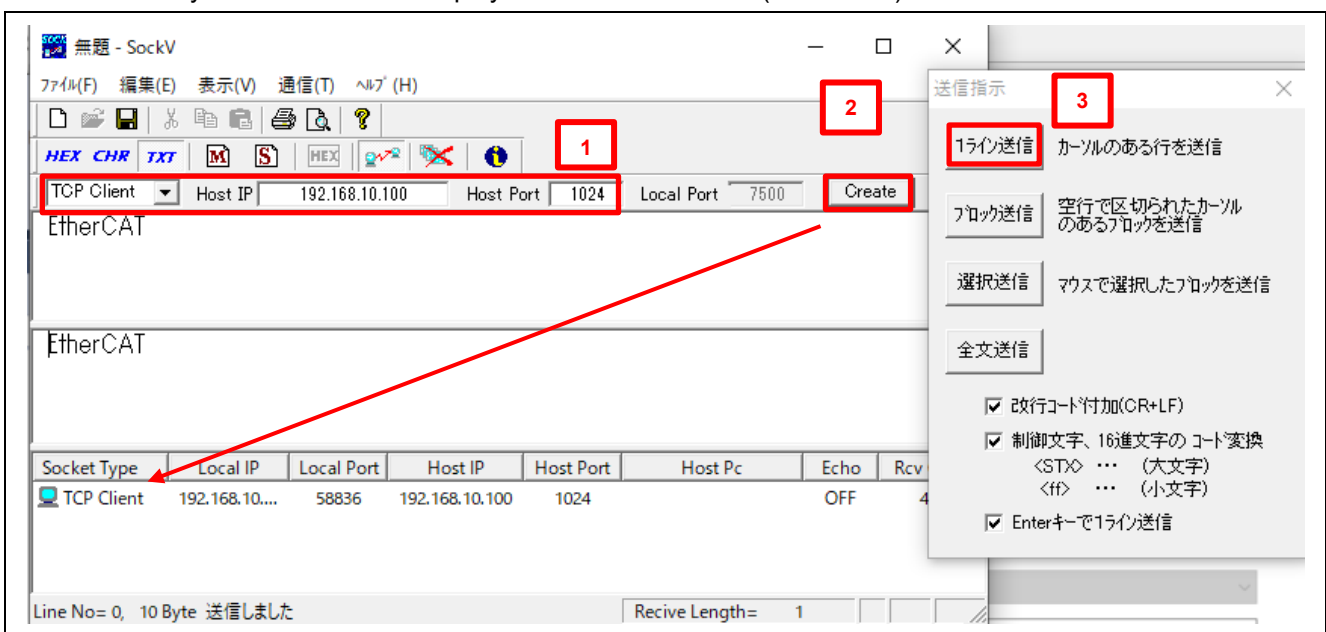 無題 - SockV
ファイル(F) 編集(E) 表示(V) 通信(T) ヘルプ(H)
HEX CHR TXT M S HEX
1
2
TCP Client Host IP 192.168.10.100 Host Port 1024 Local Port 7500 Create
EtherCAT
EtherCAT
Socket Type Local IP Local Port Host IP Host Port Host Pc Echo Rcv
TCP Client 192.168.10.... 58836 192.168.10.100 1024 OFF 4
Line No= 0, 10 Byte 送信しました Recive Length= 1
送信指示
3
1ライン送信 カーソルのある行を送信
ブロック送信 空行で区切られたカーソル
のあるブロックを送信
選択送信 マウスで選択したブロックを送信
全文送信
改行コード付加(CR+LF)
制御文字、16進文字の コード変換
<STX> … (大文字)
<ff> … (小文字)
Enterキーで1ライン送信